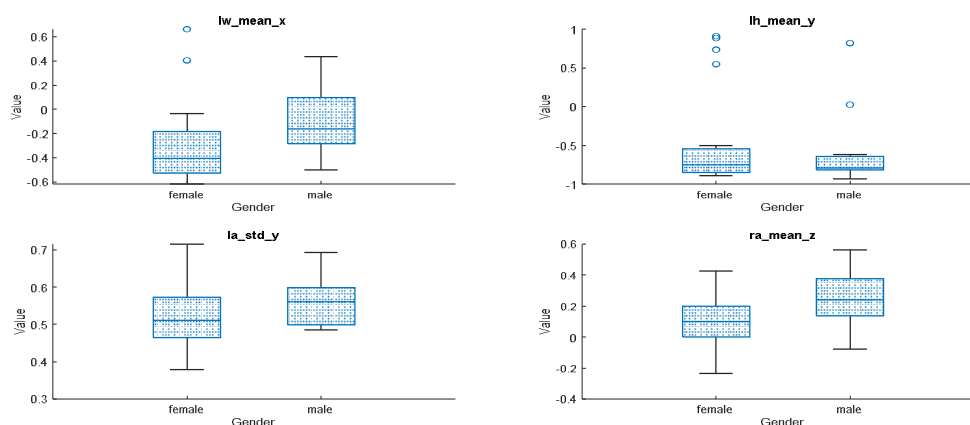 lw_mean_x
0.6
0.4
0.2
0
-0.2
-0.4
-0.6
Value
female
male
Gender
lh_mean_y
1
0.5
0
-0.5
-1
Value
female
male
Gender
la_std_y
0.7
0.6
0.5
0.4
0.3
Value
female
male
Gender
ra_mean_z
0.6
0.4
0.2
0
-0.2
-0.4
Value
female
male
Gender